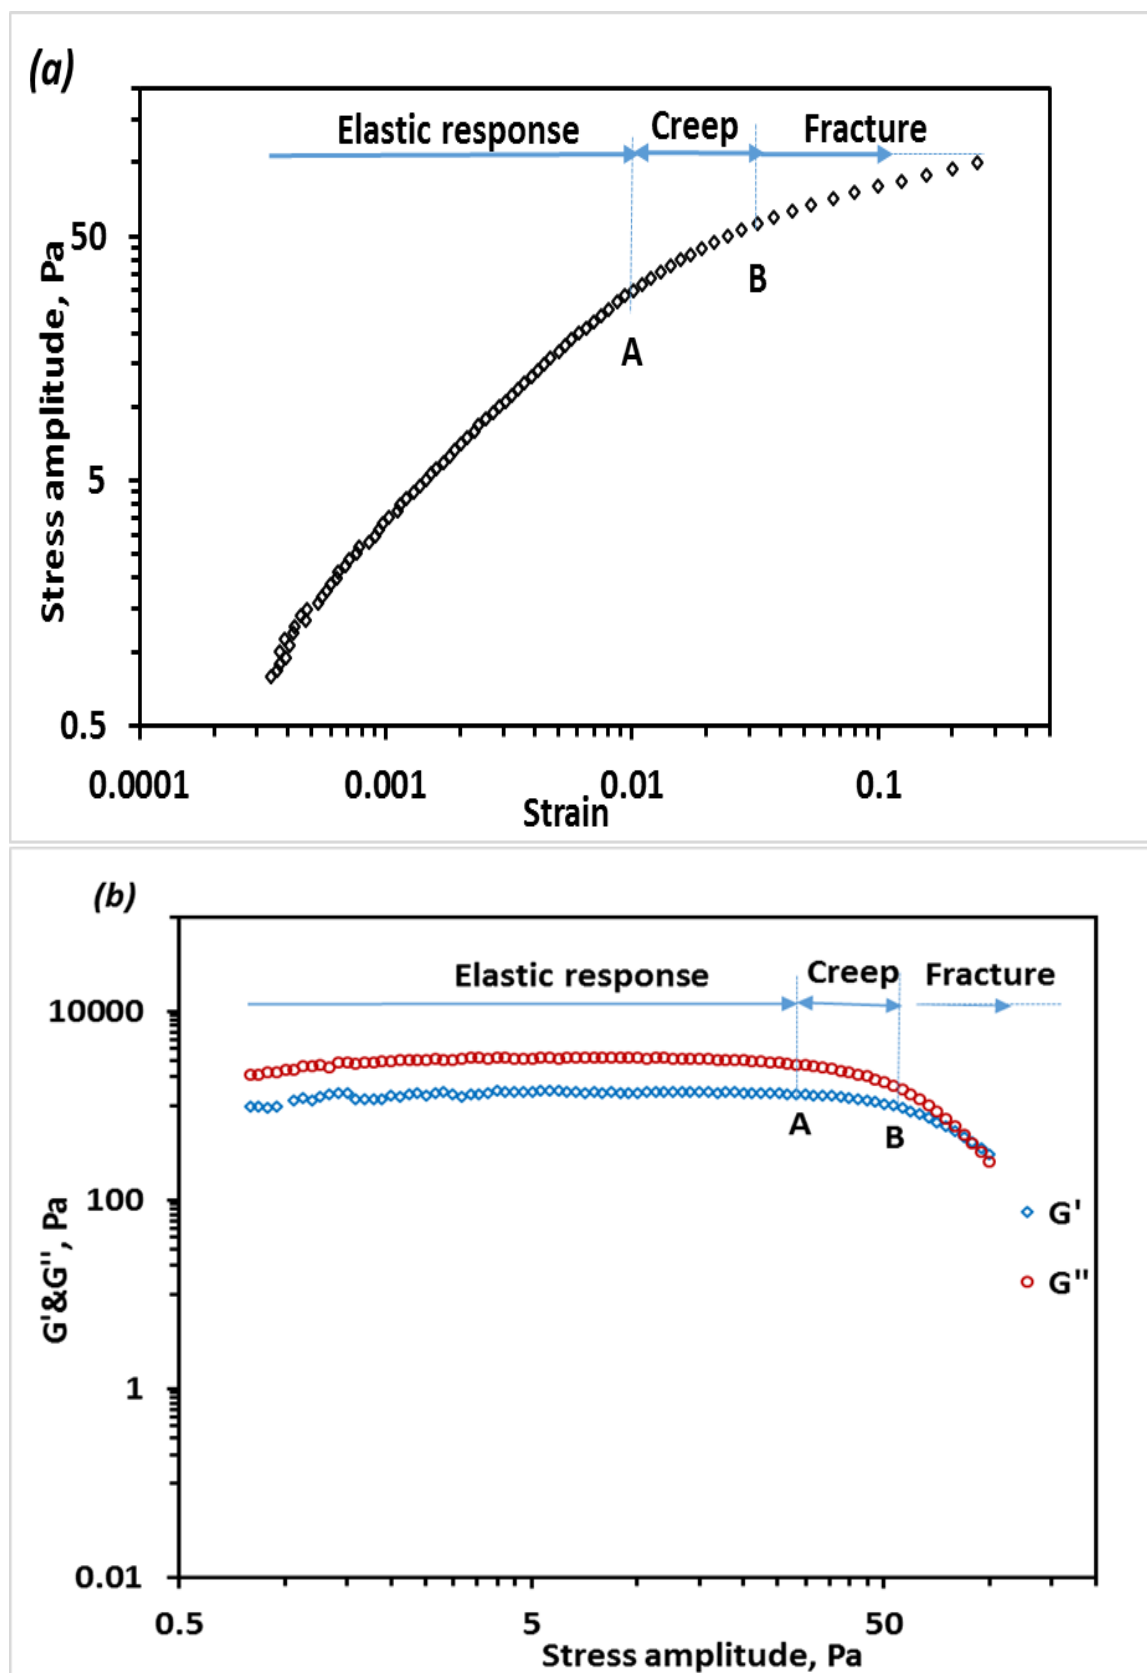 (a)
Elastic response
Creep
Fracture
50
5
0.5
Stress amplitude, Pa
A
B
0.0001
0.001
0.01
0.1
Strain
(b)
Elastic response
Creep
Fracture
10000
100
1
0.01
G'&G'', Pa
A
B
G'
G"
0.5
5
50
Stress amplitude, Pa